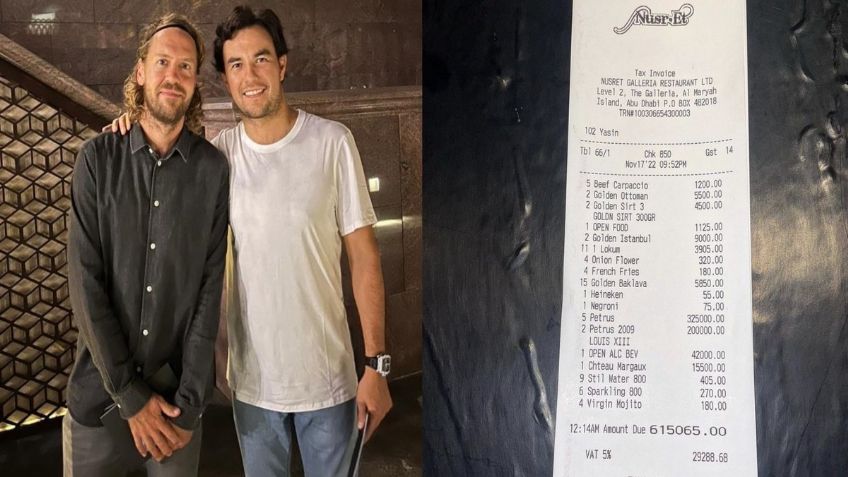 Nusr-Et
Tax Invoice
NUSRET GALLERIA RESTAURANT LTD
Level 2, The Galleria, Al Maryah
Island, Abu Dhabi P.O BOX 482018
TRN#100306654300003
102 Yasin
Tbl 66/1 Chk 850 Gst 14
Nov17'22 09:52PM
5 Beef Carpaccio 1200.00
2 Golden Ottoman 5500.00
2 Golden Sirt 3 4500.00
GOLDN SIRT 300GR
1 OPEN FOOD 1125.00
2 Golden Istanbul 9000.00
11 1 Lokum 3905.00
4 Onion Flower 320.00
4 French Fries 180.00
15 Golden Baklava 5850.00
1 Heineken 55.00
1 Negroni 75.00
5 Petrus 325000.00
2 Petrus 2009 200000.00
LOUIS XIII
1 OPEN ALC BEV 42000.00
1 Chteau Margaux 15500.00
9 Stil Water 800 405.00
6 Sparkling 800 270.00
4 Virgin Mojito 180.00
12:14AM Amount Due 615065.00
VAT 5% 29288.68